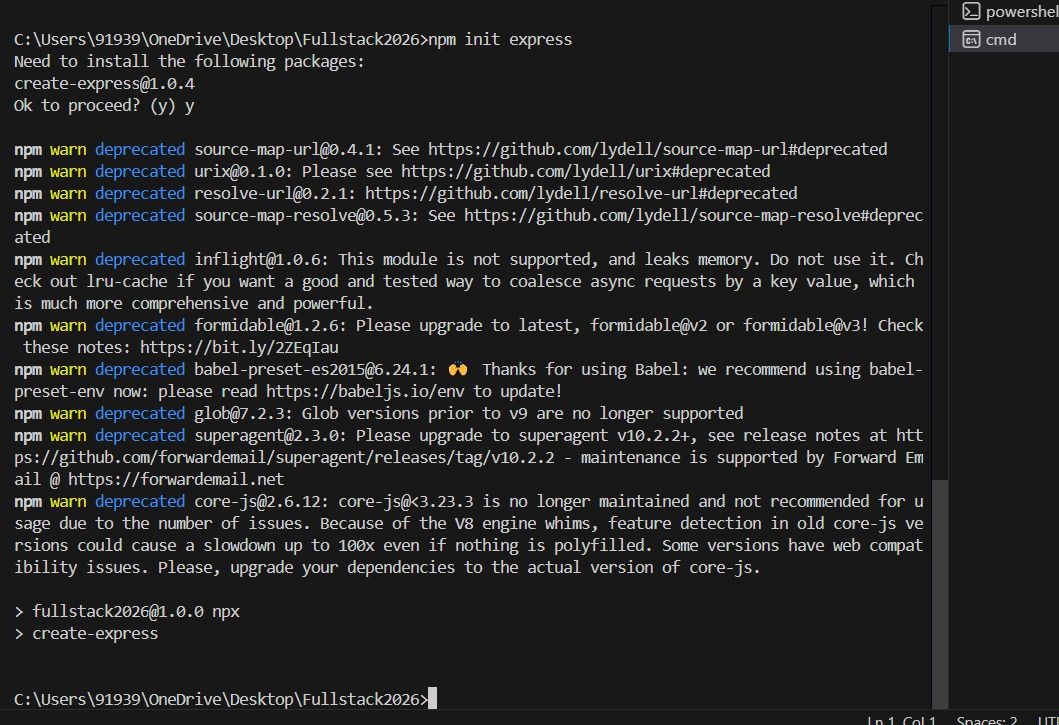 C:\Users\91939\OneDrive\Desktop\Fullstack2026>npm init express
Need to install the following packages:
create-express@1.0.4
Ok to proceed? (y) y
npm warn deprecated source-map-url@0.4.1: See https://github.com/lydell/source-map-url#deprecated
npm warn deprecated urix@0.1.0: Please see https://github.com/lydell/urix#deprecated
npm warn deprecated resolve-url@0.2.1: https://github.com/lydell/resolve-url#deprecated
npm warn deprecated source-map-resolve@0.5.3: See https://github.com/lydell/source-map-resolve#deprec
ated
npm warn deprecated inflight@1.0.6: This module is not supported, and leaks memory. Do not use it. Ch
eck out lru-cache if you want a good and tested way to coalesce async requests by a key value, which
is much more comprehensive and powerful.
npm warn deprecated formidable@1.2.6: Please upgrade to latest, formidable@v2 or formidable@v3! Check
these notes: https://bit.ly/2ZEqIau
npm warn deprecated babel-preset-es2015@6.24.1: 🙌 Thanks for using Babel: we recommend using babel-
preset-env now: please read https://babeljs.io/env to update!
npm warn deprecated glob@7.2.3: Glob versions prior to v9 are no longer supported
npm warn deprecated superagent@2.3.0: Please upgrade to superagent v10.2.2+, see release notes at htt
ps://github.com/forwardemail/superagent/releases/tag/v10.2.2 - maintenance is supported by Forward Em
ail @ https://forwardemail.net
npm warn deprecated core-js@2.6.12: core-js@<3.23.3 is no longer maintained and not recommended for u
sage due to the number of issues. Because of the V8 engine whims, feature detection in old core-js ve
rsions could cause a slowdown up to 100x even if nothing is polyfilled. Some versions have web compat
ibility issues. Please, upgrade your dependencies to the actual version of core-js.
> fullstack2026@1.0.0 npx
> create-express
C:\Users\91939\OneDrive\Desktop\Fullstack2026>
powershel
cmd
Ln 1, Col 1 Spaces: 2